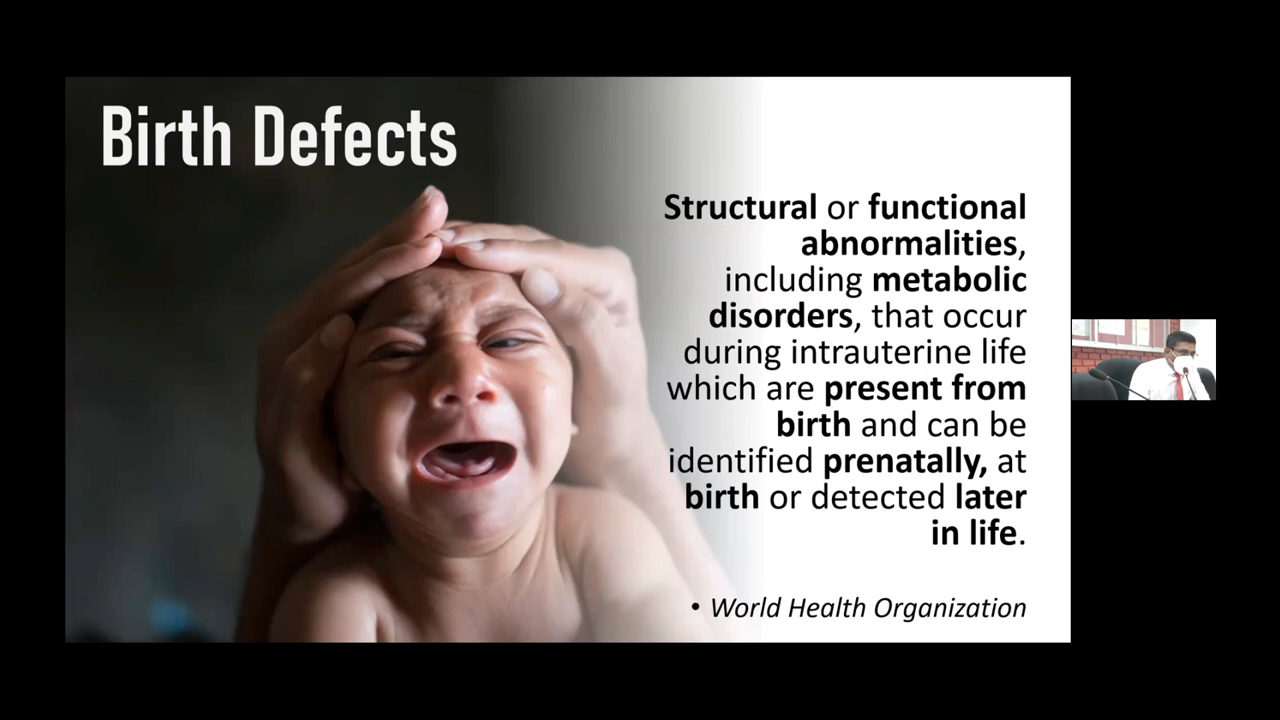 Birth Defects
Structural or functional
abnormalities,
including metabolic
disorders, that occur
during intrauterine life
which are present from
birth and can be
identified prenatally, at
birth or detected later
in life.
• World Health Organization